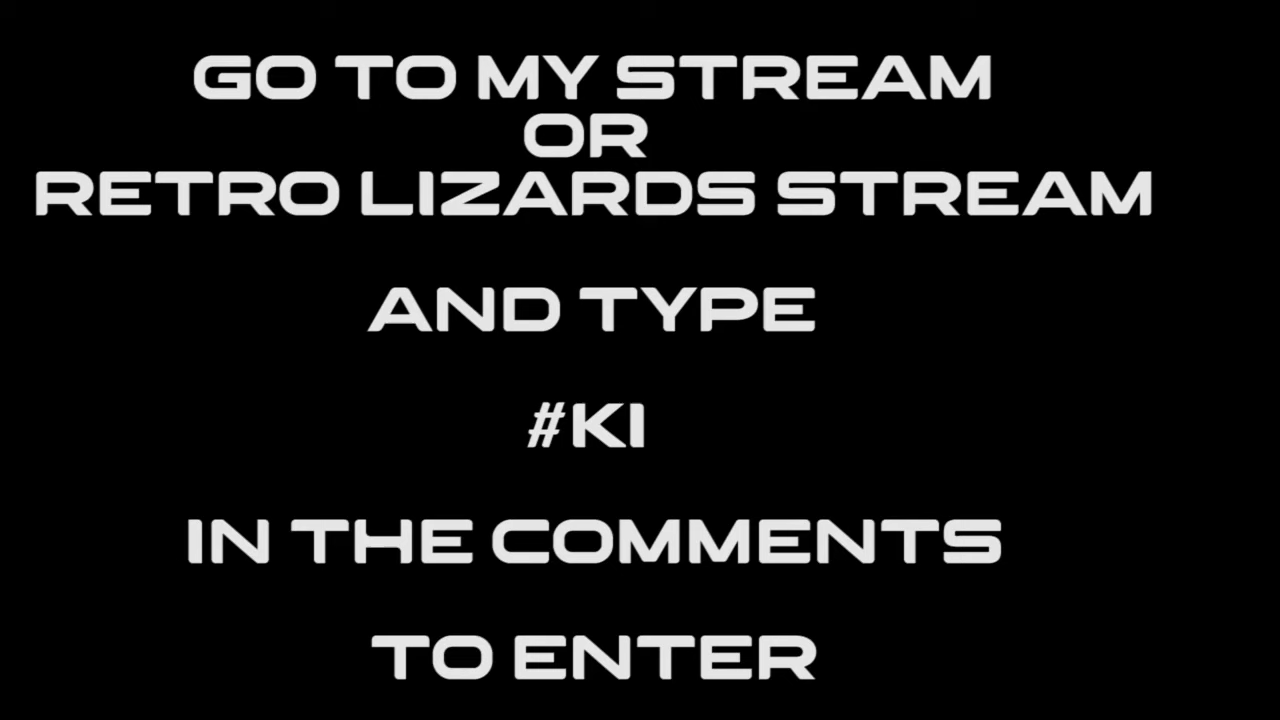 GO TO MY STREAM
OR
RETRO LIZARDS STREAM
AND TYPE
#KI
IN THE COMMENTS
TO ENTER